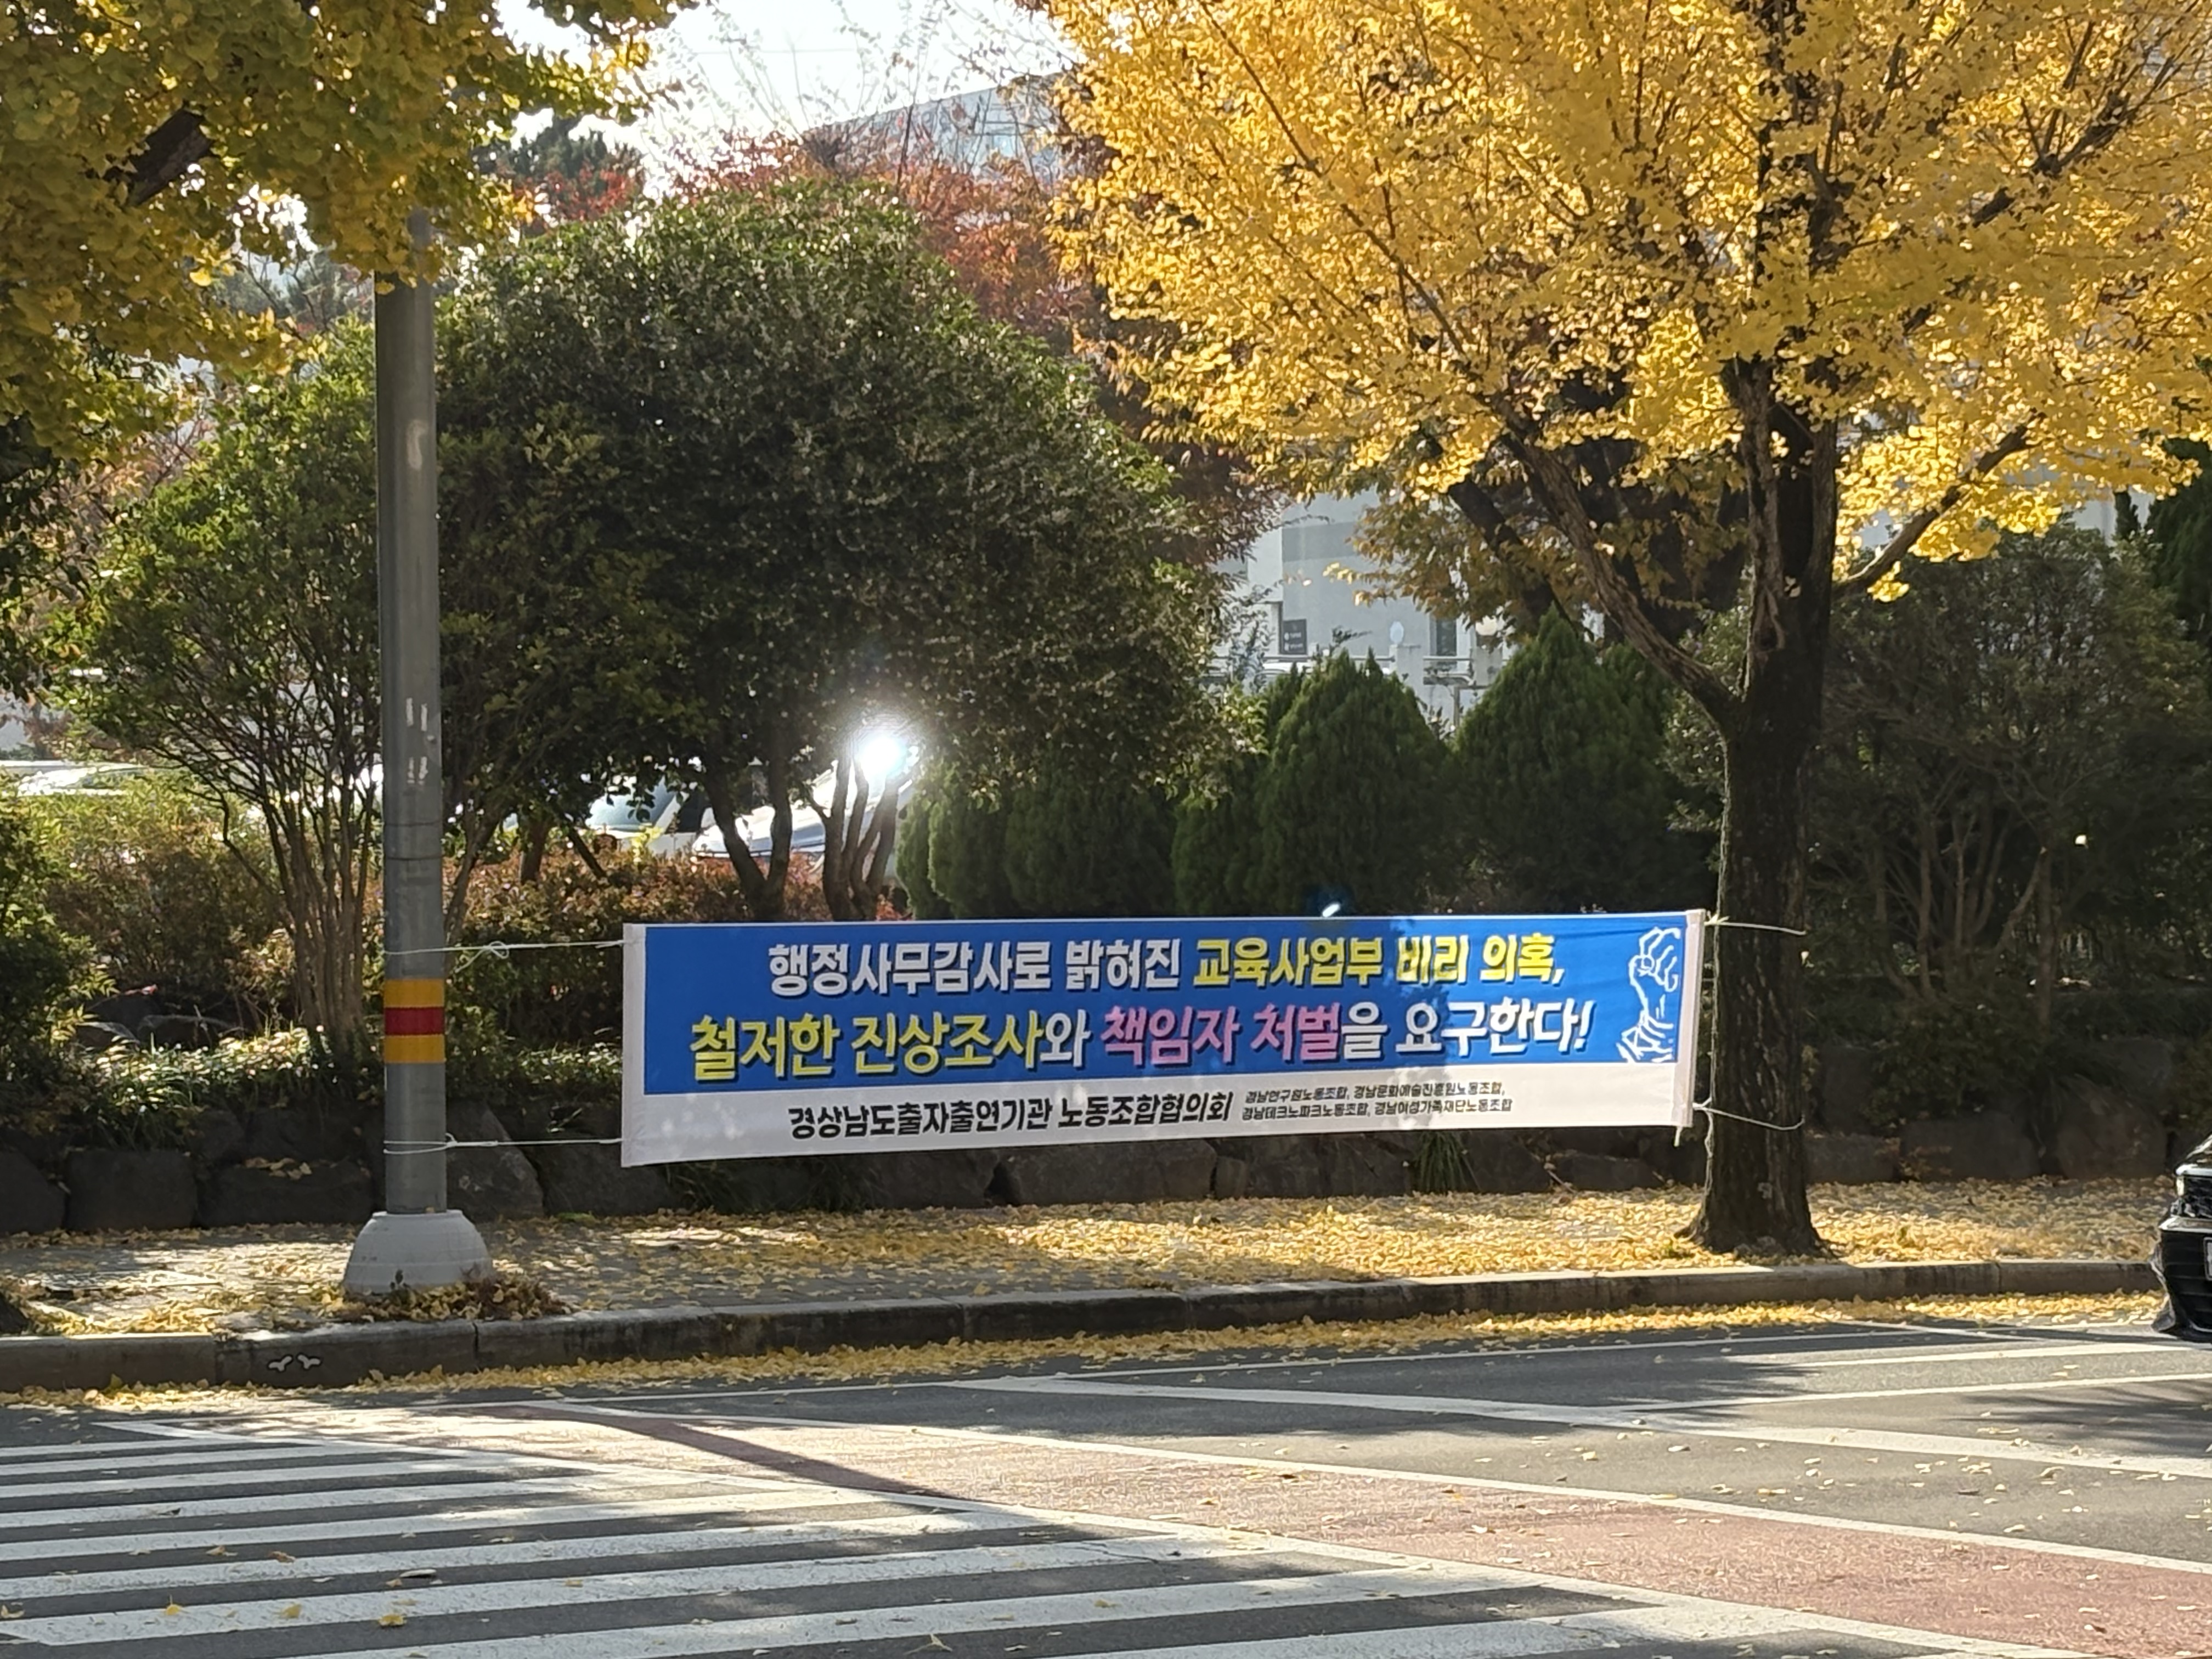 행정사무감사로 밝혀진 교육사업부 비리 의혹,
철저한 진상조사와 책임자 처벌을 요구한다!
경상남도출자출연기관 노동조합협의회
경남연구원노동조합, 경남문화예술진흥원노동조합,
경남테크노파크노동조합, 경남여성가족재단노동조합